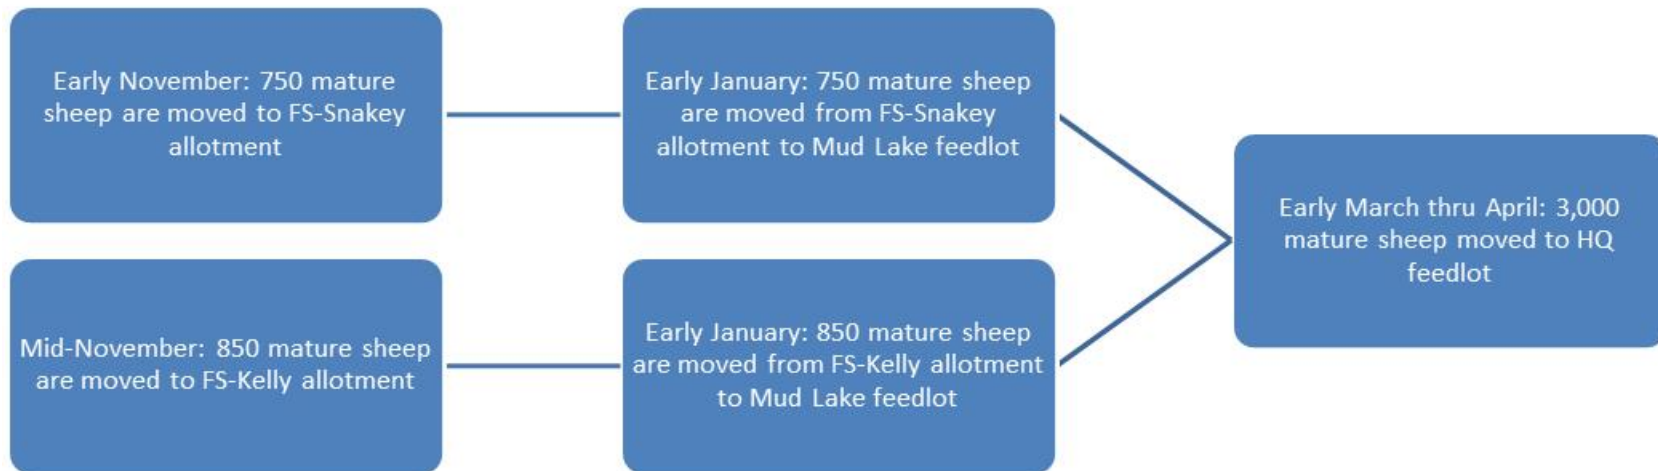 Early November: 750 mature
sheep are moved to FS-Snakey
allotment
Early January: 750 mature sheep
are moved from FS-Snakey
allotment to Mud Lake feedlot
Mid-November: 850 mature sheep
are moved to FS-Kelly allotment
Early January: 850 mature sheep
are moved from FS-Kelly allotment
to Mud Lake feedlot
Early March thru April: 3,000
mature sheep moved to HQ
feedlot